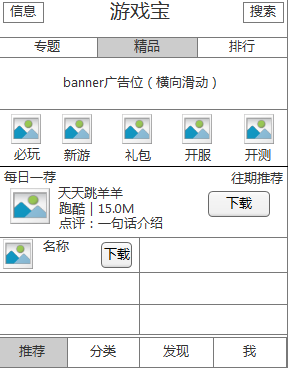 信息 游戏宝 搜索
专题 精品 排行
banner广告位（横向滑动）
必玩 新游 礼包 开服 开测
每日一荐 往期推荐
天天跳羊羊
跑酷 | 15.0M 下载
点评：一句话介绍
名称 下载
推荐 分类 发现 我